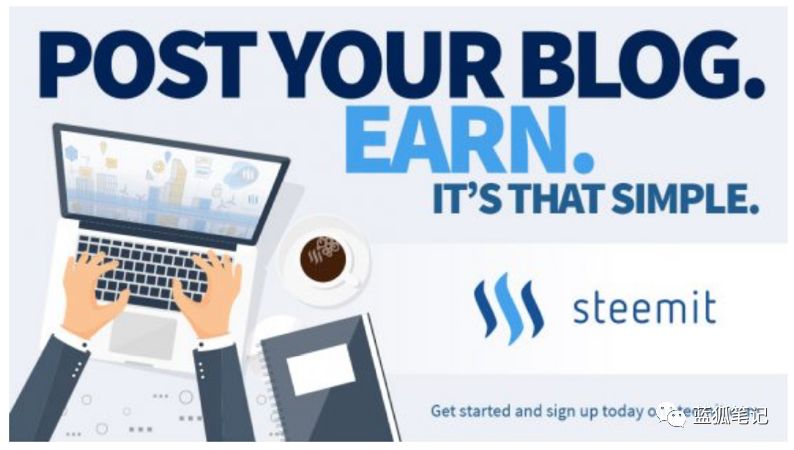 POST YOUR BLOG.
EARN.
IT'S THAT SIMPLE.
steemit
Get started and sign up today
蓝狐笔记